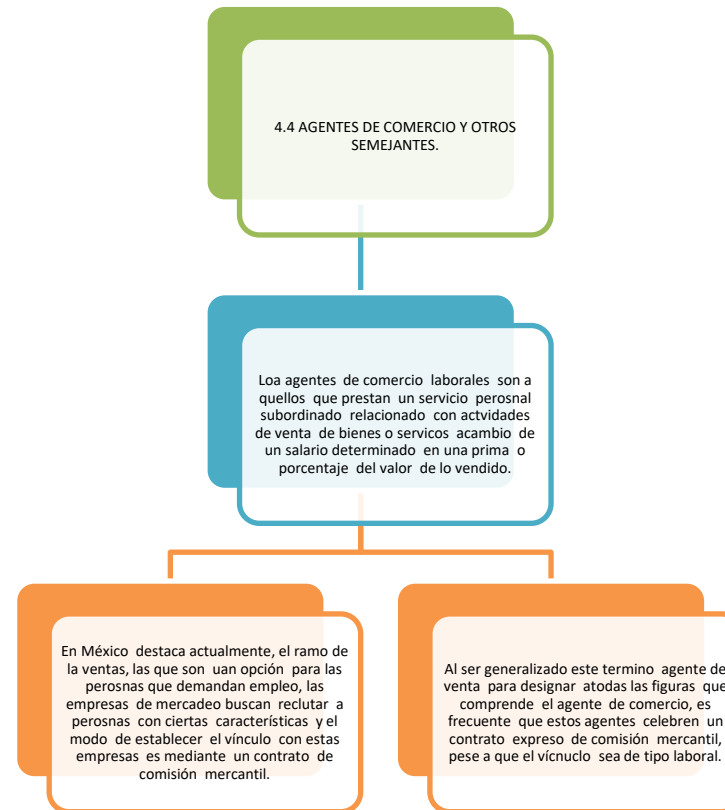 4.4 AGENTES DE COMERCIO Y OTROS
SEMEJANTES.
Loa agentes de comercio laborales son a
quellos que prestan un servicio perosnal
subordinado relacionado con actvidades
de venta de bienes o servicos acambio de
un salario determinado en una prima o
porcentaje del valor de lo vendido.
En México destaca actualmente, el ramo de
la ventas, las que son uan opción para las
perosnas que demandan empleo, las
empresas de mercadeo buscan reclutar a
perosnas con ciertas características y el
modo de establecer el vínculo con estas
empresas es mediante un contrato de
comisión mercantil.
Al ser generalizado este termino agente de
venta para designar atodas las figuras que
comprende el agente de comercio, es
frecuente que estos agentes celebren un
contrato expreso de comisión mercantil,
pese a que el vícnuclo sea de tipo laboral.